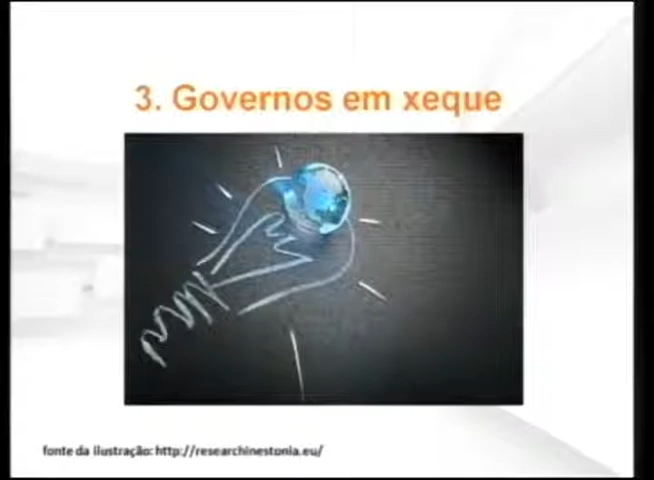 3. Governos em xeque
fonte da ilustração: http://researchinestonia.eu/